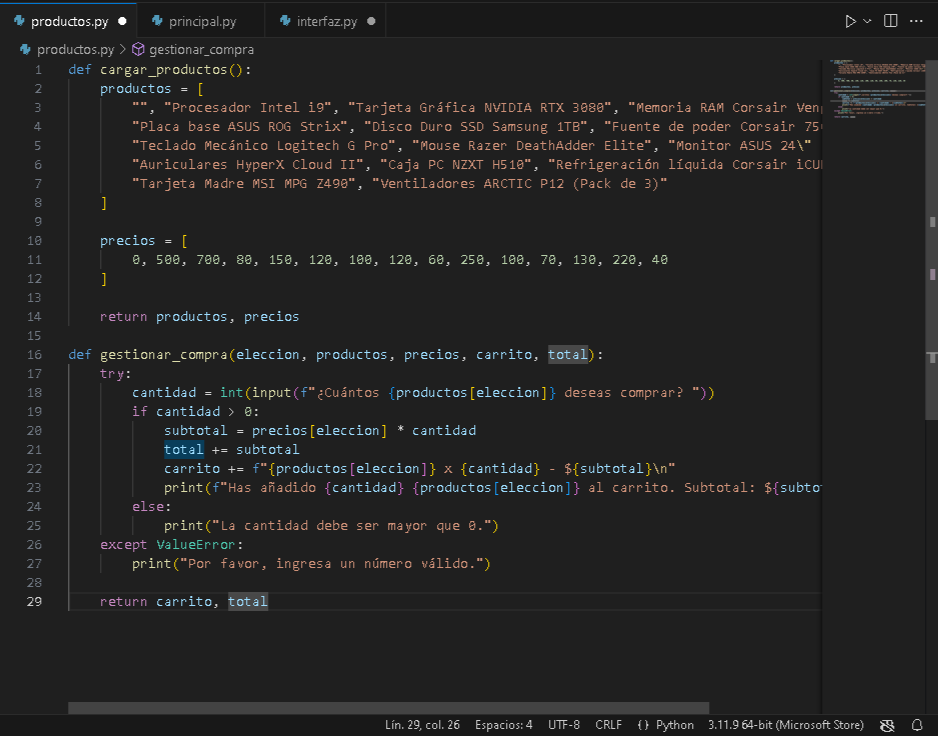 productos.py principal.py interfaz.py
productos.py > gestionar_compra
1 def cargar_productos():
2 productos = [
3 "", "Procesador Intel i9", "Tarjeta Gráfica NVIDIA RTX 3080", "Memoria RAM Corsair Ven
4 "Placa base ASUS ROG Strix", "Disco Duro SSD Samsung 1TB", "Fuente de poder Corsair 75
5 "Teclado Mecánico Logitech G Pro", "Mouse Razer DeathAdder Elite", "Monitor ASUS 24\"
6 "Auriculares HyperX Cloud II", "Caja PC NZXT H510", "Refrigeración líquida Corsair iCU
7 "Tarjeta Madre MSI MPG Z490", "Ventiladores ARCTIC P12 (Pack de 3)"
8 ]
9
10 precios = [
11 0, 500, 700, 80, 150, 120, 100, 120, 60, 250, 100, 70, 130, 220, 40
12 ]
13
14 return productos, precios
15
16 def gestionar_compra(eleccion, productos, precios, carrito, total):
17 try:
18 cantidad = int(input(f"¿Cuántos {productos[eleccion]} deseas comprar? "))
19 if cantidad > 0:
20 subtotal = precios[eleccion] * cantidad
21 total += subtotal
22 carrito += f"{productos[eleccion]} x {cantidad} - ${subtotal}\n"
23 print(f"Has añadido {cantidad} {productos[eleccion]} al carrito. Subtotal: ${subto
24 else:
25 print("La cantidad debe ser mayor que 0.")
26 except ValueError:
27 print("Por favor, ingresa un número válido.")
28
29 return carrito, total
Lín. 29, col. 26 Espacios: 4 UTF-8 CRLF {} Python 3.11.9 64-bit (Microsoft Store)